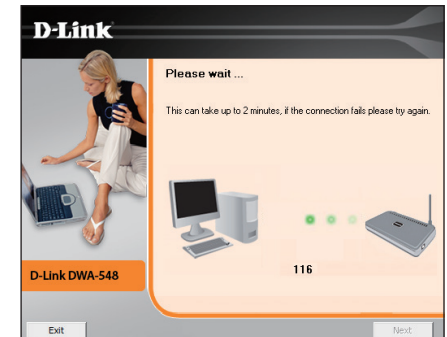 D-Link
Please wait ...
This can take up to 2 minutes, if the connection fails please try again.
116
D-Link DWA-548
Exit
Next